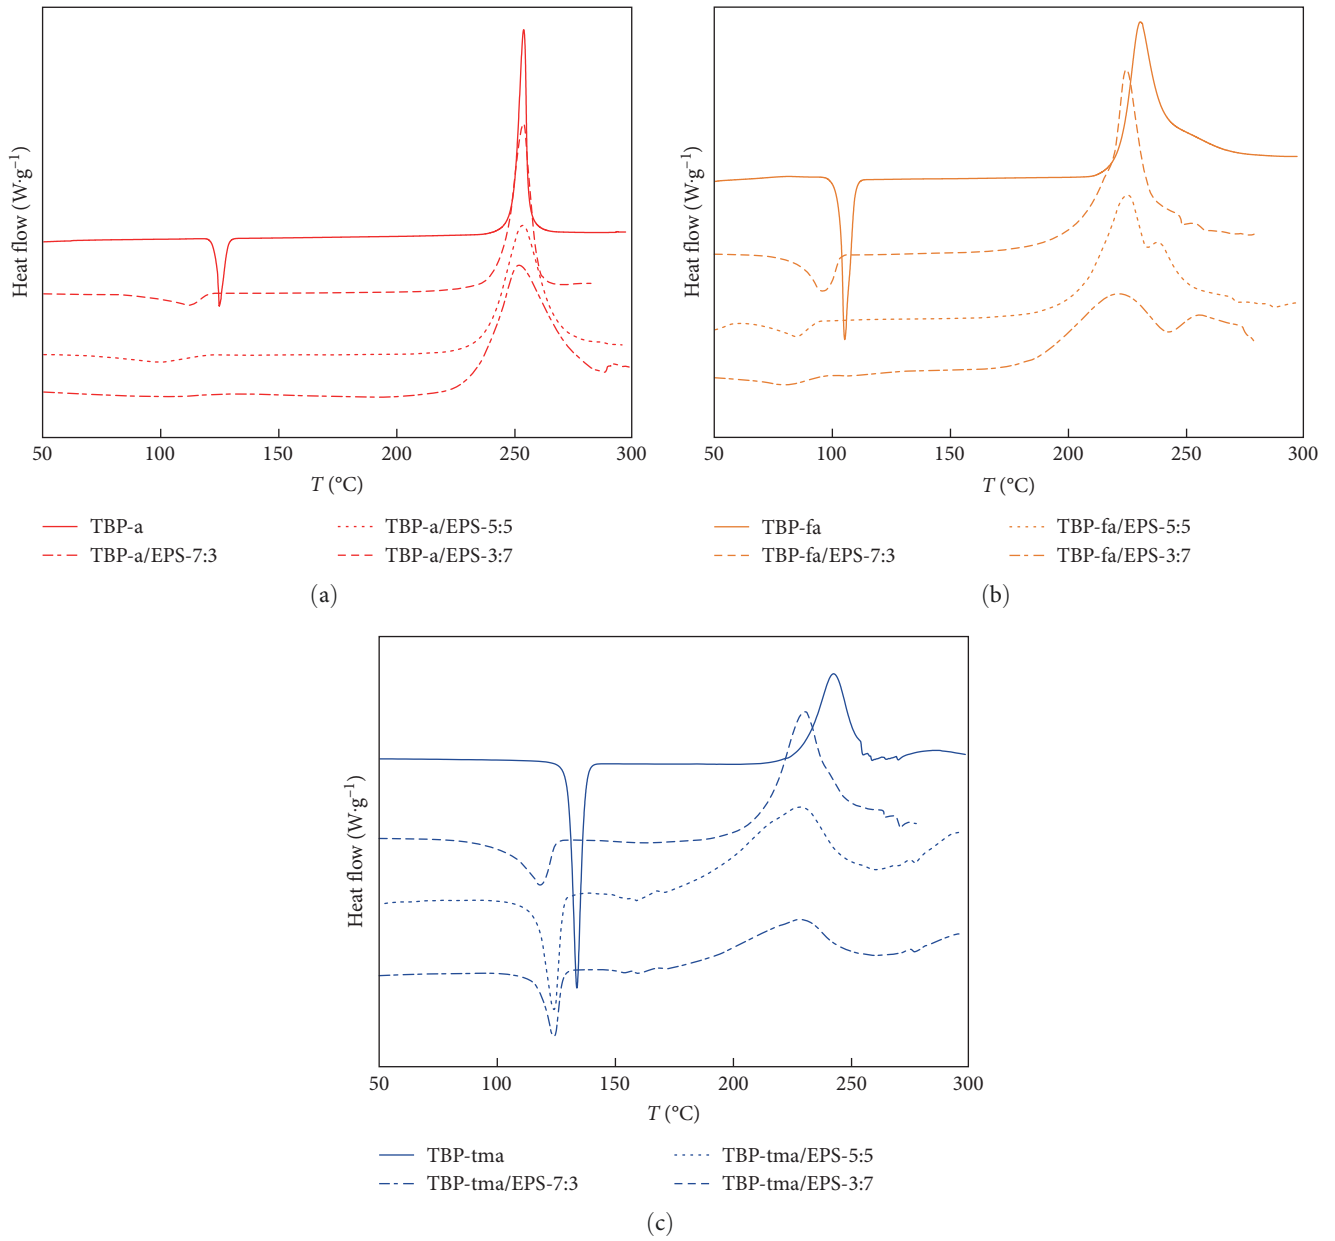 Heat flow (W·g⁻¹)
50 100 150 200 250 300
T (°C)
TBP-a TBP-a/EPS-5:5
TBP-a/EPS-7:3 TBP-a/EPS-3:7
(a)
Heat flow (W·g⁻¹)
50 100 150 200 250 300
T (°C)
TBP-fa TBP-fa/EPS-5:5
TBP-fa/EPS-7:3 TBP-fa/EPS-3:7
(b)
Heat flow (W·g⁻¹)
50 100 150 200 250 300
T (°C)
TBP-tma TBP-tma/EPS-5:5
TBP-tma/EPS-7:3 TBP-tma/EPS-3:7
(c)